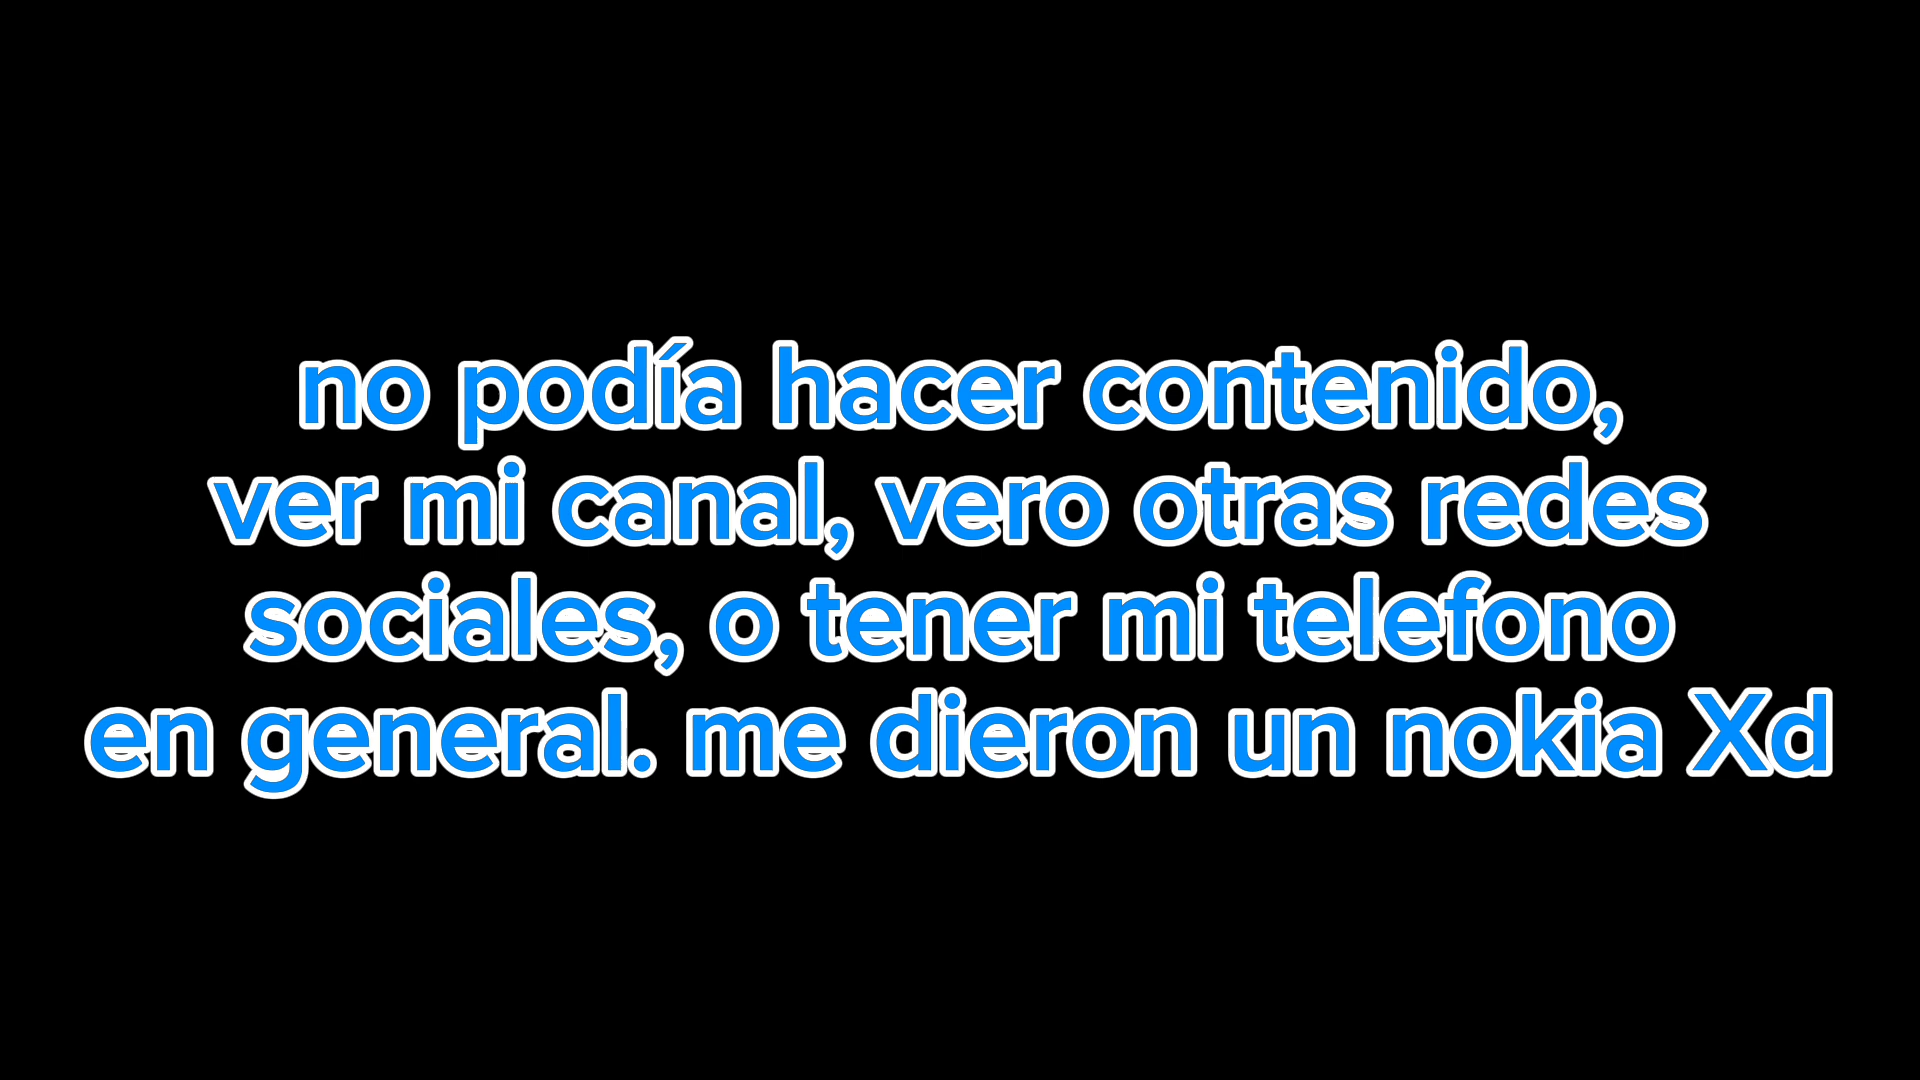 no podía hacer contenido,
ver mi canal, vero otras redes
sociales, o tener mi telefono
en general. me dieron un nokia Xd